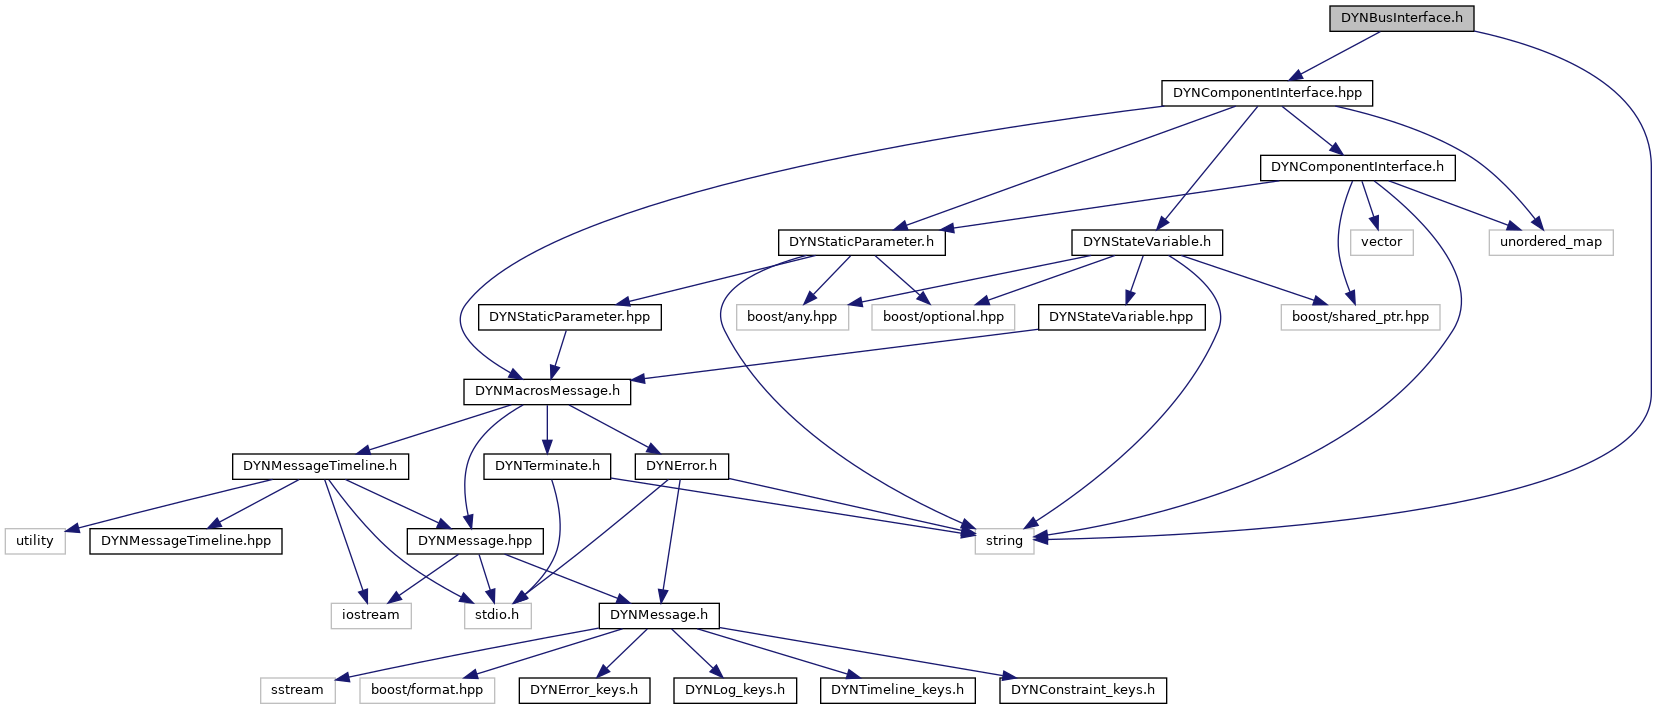 DYNBusInterface.h
DYNComponentInterface.hpp
DYNComponentInterface.h
DYNStaticParameter.h
DYNStateVariable.h
vector
unordered_map
DYNStaticParameter.hpp
boost/any.hpp
boost/optional.hpp
DYNStateVariable.hpp
boost/shared_ptr.hpp
DYNMacrosMessage.h
DYNMessageTimeline.h
DYNTerminate.h
DYNError.h
utility
DYNMessageTimeline.hpp
DYNMessage.hpp
string
iostream
stdio.h
DYNMessage.h
sstream
boost/format.hpp
DYNError_keys.h
DYNLog_keys.h
DYNTimeline_keys.h
DYNConstraint_keys.h